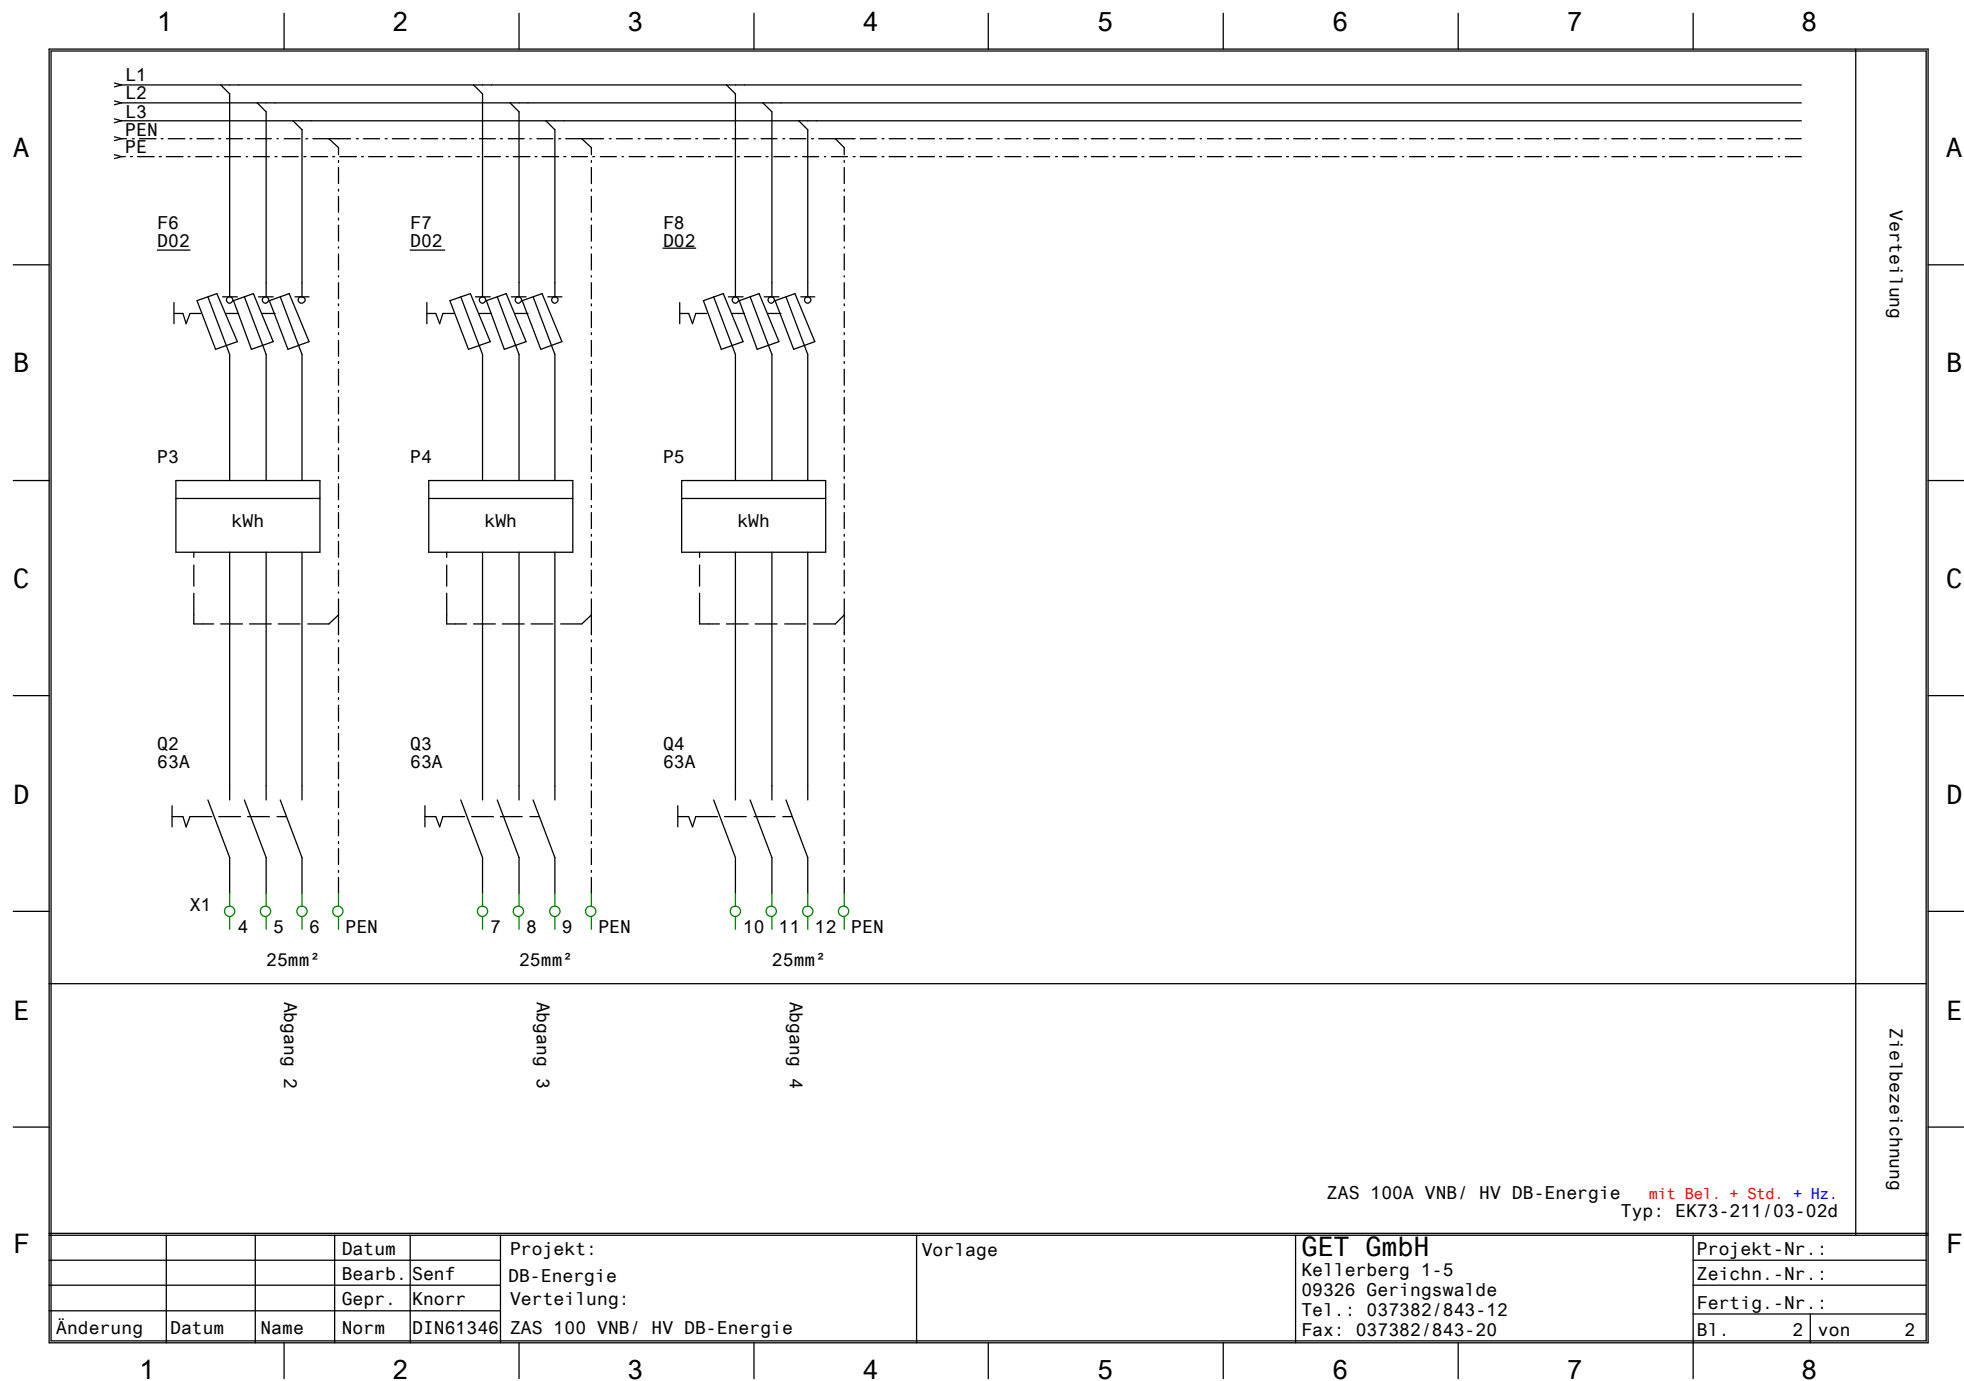 1 2 3 4 5 6 7 8
L1
L2
L3
PEN
PE
A A
F6 F7 F8
D02 D02 D02
Verteilung
B B
P3 P4 P5
kWh kWh kWh
C C
Q2 Q3 Q4
63A 63A 63A
D D
X1 4 5 6 PEN 7 8 9 PEN 10 11 12 PEN
25mm² 25mm² 25mm²
E E
Abgang 2
Abgang 3
Abgang 4
Zielbezeichnung
ZAS 100A VNB/ HV DB-Energie mit Bel. + Std. + Hz.
Typ: EK73-211/03-02d
F F
Datum Projekt: Vorlage GET GmbH Projekt-Nr.:
Bearb. Senf DB-Energie Kellerberg 1-5 Zeichn.-Nr.:
Gepr. Knorr Verteilung: 09326 Geringswalde Fertig.-Nr.:
Tel.: 037382/843-12
Änderung Datum Name Norm DIN61346 ZAS 100 VNB/ HV DB-Energie Fax: 037382/843-20 Bl. 2 von 2
1 2 3 4 5 6 7 8